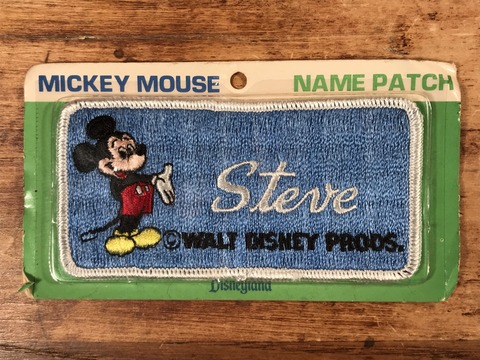 MICKEY MOUSE NAME PATCH
Steve
©WALT DISNEY PRODS.
Disneyland